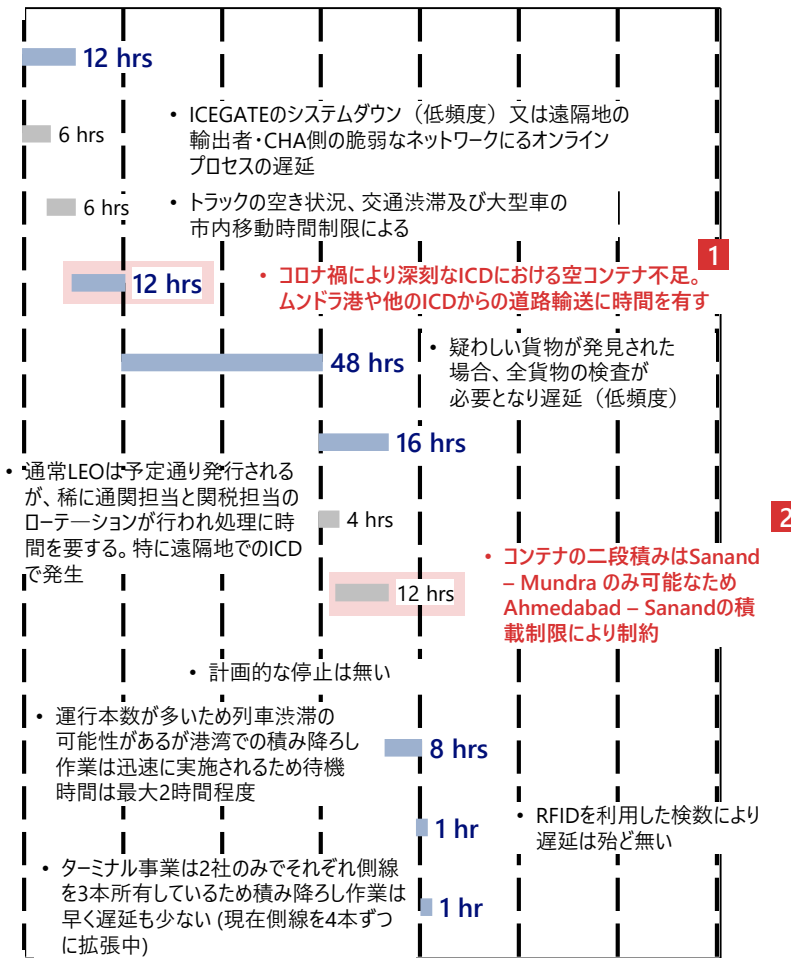 12 hrs
• ICEGATEのシステムダウン（低頻度）又は遠隔地の
輸出者・CHA側の脆弱なネットワークにるオンライン
プロセスの遅延
6 hrs
• トラックの空き状況、交通渋滞及び大型車の
市内移動時間制限による
6 hrs
1
• コロナ禍により深刻なICDにおける空コンテナ不足。
ムンドラ港や他のICDからの道路輸送に時間を有す
12 hrs
• 疑わしい貨物が発見された
場合、全貨物の検査が
必要となり遅延（低頻度）
48 hrs
16 hrs
• 通常LEOは予定通り発行される
が、稀に通関担当と関税担当の
ローテーションが行われ処理に時
間を要する。特に遠隔地でのICD
で発生
4 hrs
2
• コンテナの二段積みはSanand
– Mundra のみ可能なため
Ahmedabad – Sanandの積
載制限により制約
12 hrs
• 計画的な停止は無い
• 運行本数が多いため列車渋滞の
可能性があるが港湾での積み降ろし
作業は迅速に実施されるため待機
時間は最大2時間程度
8 hrs
• RFIDを利用した検数により
遅延は殆ど無い
1 hr
• ターミナル事業は2社のみでそれぞれ側線
を3本所有しているため積み降ろし作業は
早く遅延も少ない (現在側線を4本ずつ
に拡張中)
1 hr